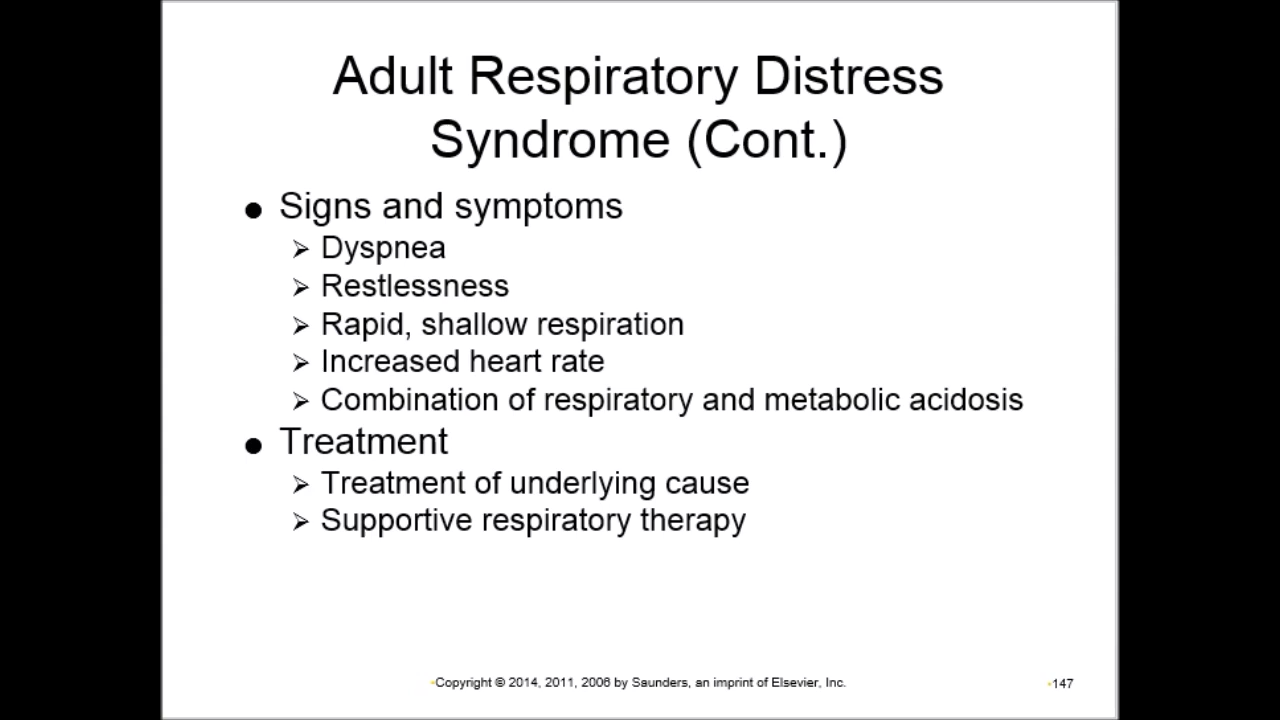 Adult Respiratory Distress
Syndrome (Cont.)
● Signs and symptoms
➢ Dyspnea
➢ Restlessness
➢ Rapid, shallow respiration
➢ Increased heart rate
➢ Combination of respiratory and metabolic acidosis
● Treatment
➢ Treatment of underlying cause
➢ Supportive respiratory therapy
•Copyright © 2014, 2011, 2006 by Saunders, an imprint of Elsevier, Inc.
•147